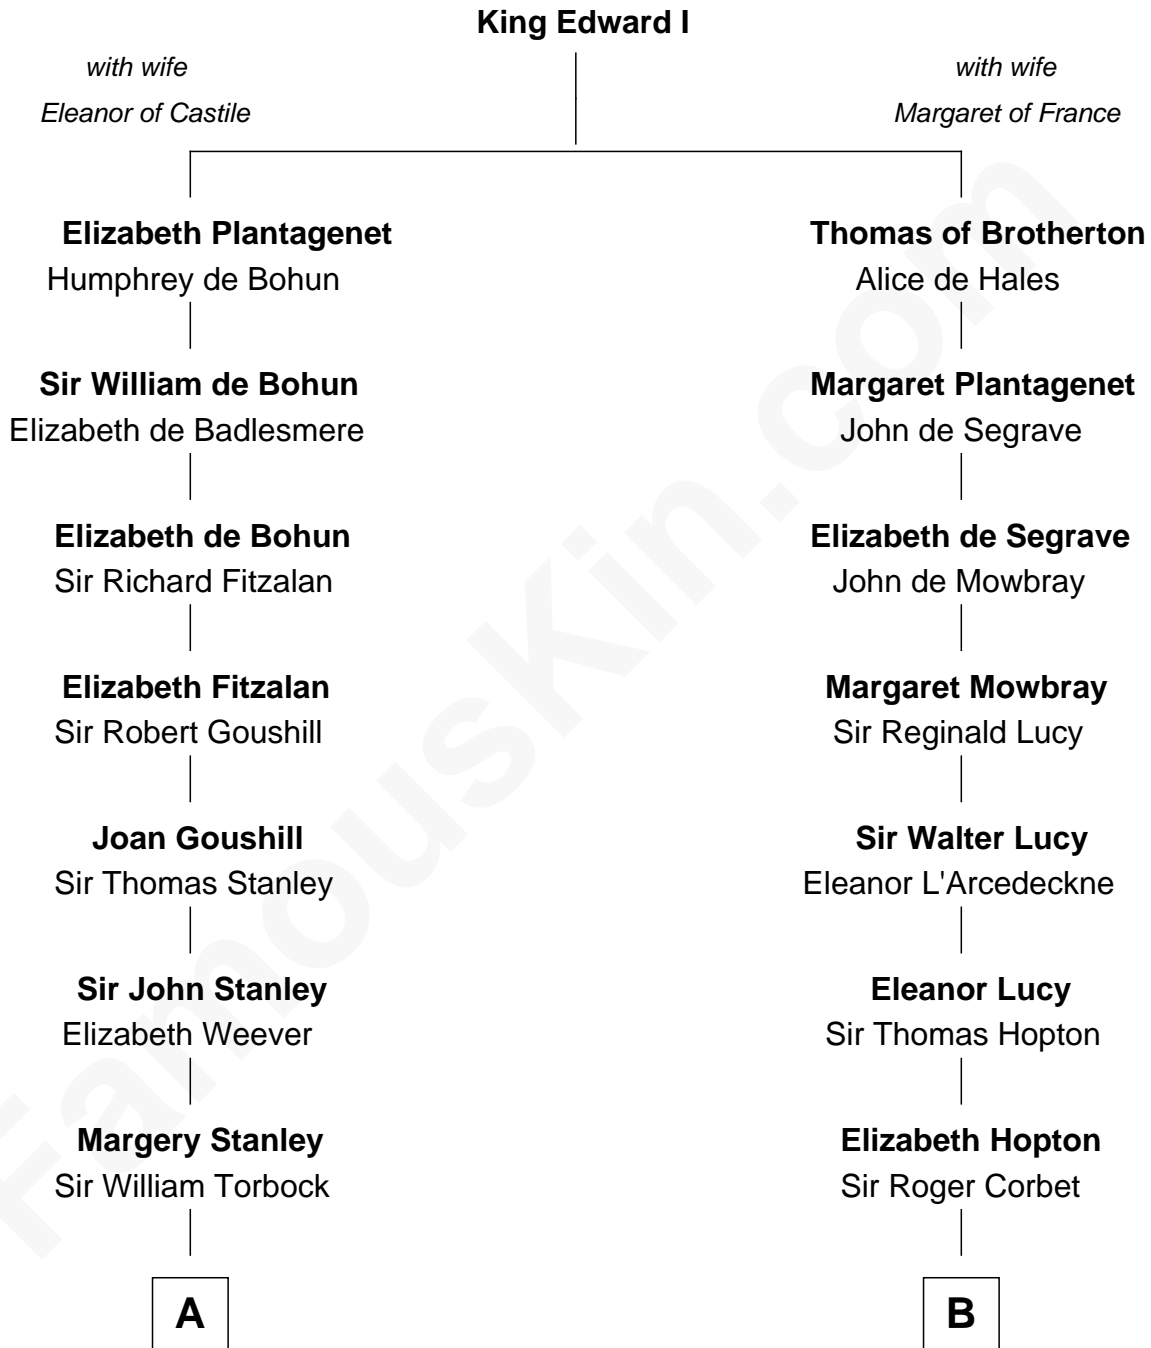 King Edward I
with wife
Eleanor of Castile
with wife
Margaret of France
Elizabeth Plantagenet
Humphrey de Bohun
Sir William de Bohun
Elizabeth de Badlesmere
Elizabeth de Bohun
Sir Richard Fitzalan
Elizabeth Fitzalan
Sir Robert Goushill
Joan Goushill
Sir Thomas Stanley
Sir John Stanley
Elizabeth Weever
Margery Stanley
Sir William Torbock
A
Thomas of Brotherton
Alice de Hales
Margaret Plantagenet
John de Segrave
Elizabeth de Segrave
John de Mowbray
Margaret Mowbray
Sir Reginald Lucy
Sir Walter Lucy
Eleanor L'Arcedeckne
Eleanor Lucy
Sir Thomas Hopton
Elizabeth Hopton
Sir Roger Corbet
B
FamousKin.com